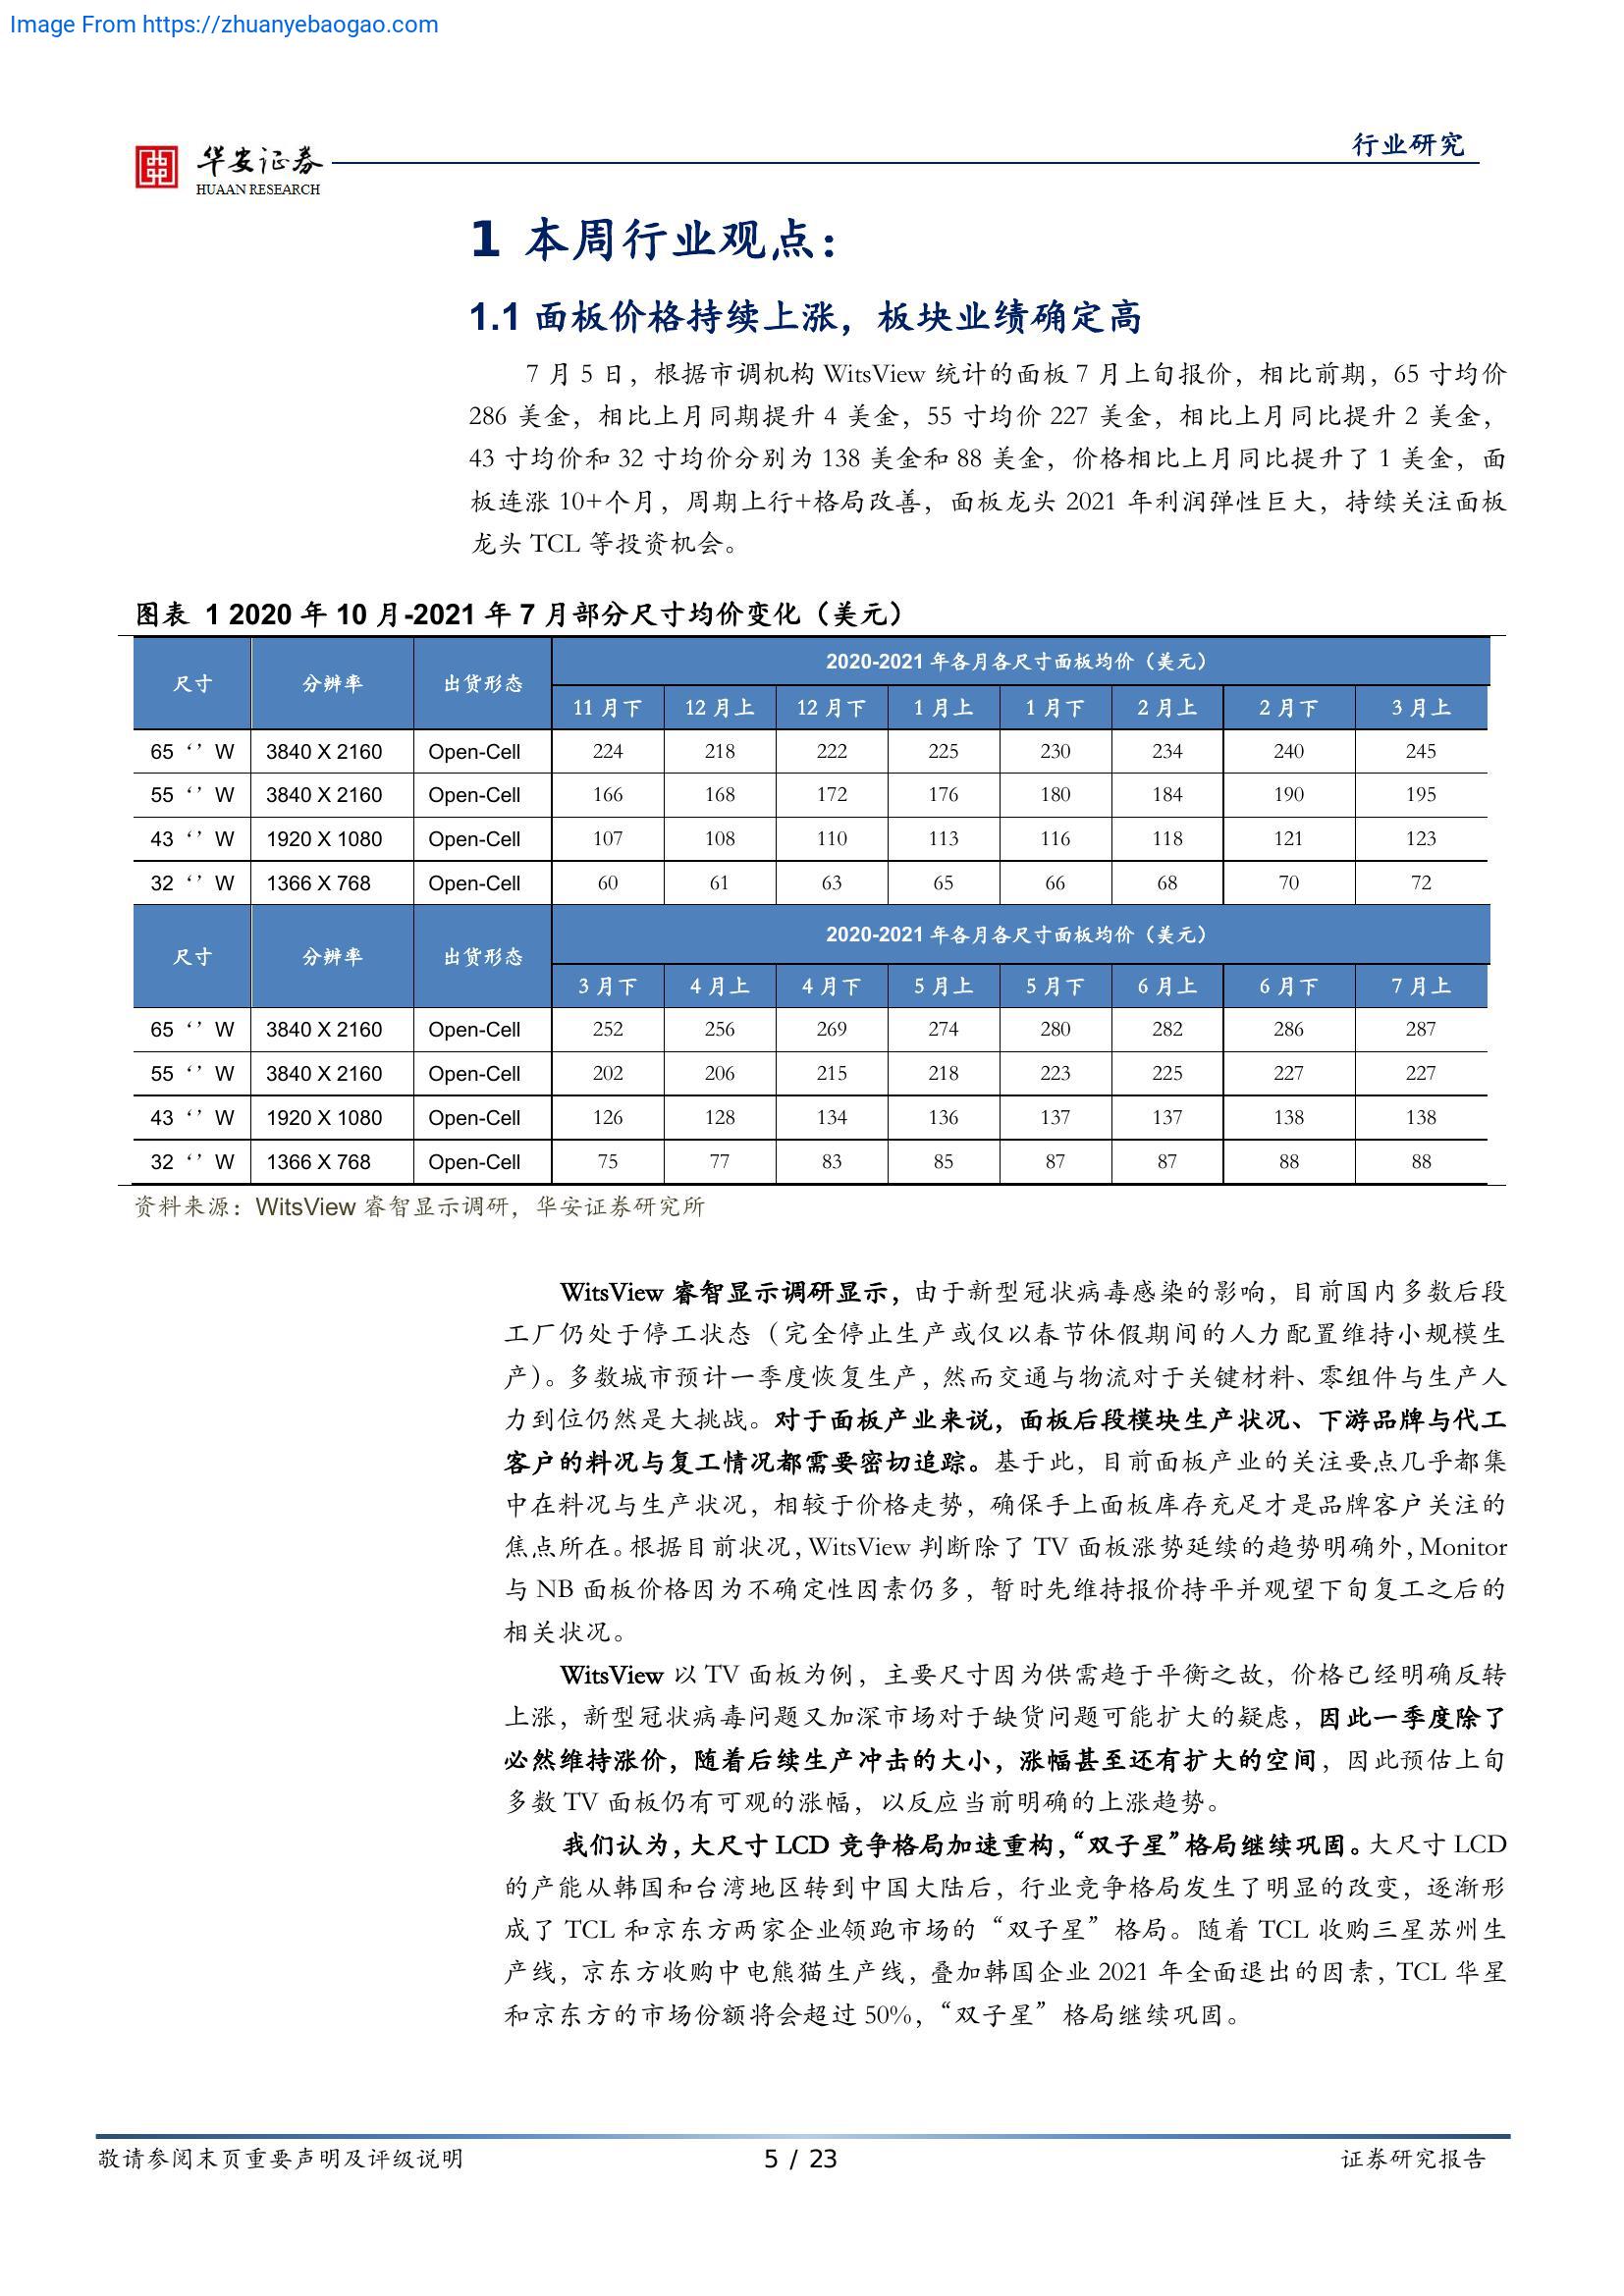 Image From https://zhuanyebaogao.com
行业研究
华安证券
HUAAN RESEARCH
1 本周行业观点：
1.1 面板价格持续上涨，板块业绩确定高
7 月 5 日，根据市调机构 WitsView 统计的面板 7 月上旬报价，相比前期，65 寸均价
286 美金，相比上月同期提升 4 美金，55 寸均价 227 美金，相比上月同比提升 2 美金，
43 寸均价和 32 寸均价分别为 138 美金和 88 美金，价格相比上月同比提升了 1 美金，面
板连涨 10+个月，周期上行+格局改善，面板龙头 2021 年利润弹性巨大，持续关注面板
龙头 TCL 等投资机会。
图表 1 2020 年 10 月-2021 年 7 月部分尺寸均价变化（美元）
尺寸 分辨率 出货形态 2020-2021 年各月各尺寸面板均价（美元）
11 月下 12 月上 12 月下 1 月上 1 月下 2 月上 2 月下 3 月上
65 ‘’ W 3840 X 2160 Open-Cell 224 218 222 225 230 234 240 245
55 ‘’ W 3840 X 2160 Open-Cell 166 168 172 176 180 184 190 195
43 ‘’ W 1920 X 1080 Open-Cell 107 108 110 113 116 118 121 123
32 ‘’ W 1366 X 768 Open-Cell 60 61 63 65 66 68 70 72
尺寸 分辨率 出货形态 2020-2021 年各月各尺寸面板均价（美元）
3 月下 4 月上 4 月下 5 月上 5 月下 6 月上 6 月下 7 月上
65 ‘’ W 3840 X 2160 Open-Cell 252 256 269 274 280 282 286 287
55 ‘’ W 3840 X 2160 Open-Cell 202 206 215 218 223 225 227 227
43 ‘’ W 1920 X 1080 Open-Cell 126 128 134 136 137 137 138 138
32 ‘’ W 1366 X 768 Open-Cell 75 77 83 85 87 87 88 88
资料来源：WitsView 睿智显示调研，华安证券研究所
WitsView 睿智显示调研显示，由于新型冠状病毒感染的影响，目前国内多数后段
工厂仍处于停工状态（完全停止生产或仅以春节休假期间的人力配置维持小规模生
产）。多数城市预计一季度恢复生产，然而交通与物流对于关键材料、零组件与生产人
力到位仍然是大挑战。对于面板产业来说，面板后段模块生产状况、下游品牌与代工
客户的料况与复工情况都需要密切追踪。基于此，目前面板产业的关注要点几乎都集
中在料况与生产状况，相较于价格走势，确保手上面板库存充足才是品牌客户关注的
焦点所在。根据目前状况，WitsView 判断除了 TV 面板涨势延续的趋势明确外，Monitor
与 NB 面板价格因为不确定性因素仍多，暂时先维持报价持平并观望下旬复工之后的
相关状况。
WitsView 以 TV 面板为例，主要尺寸因为供需趋于平衡之故，价格已经明确反转
上涨，新型冠状病毒问题又加深市场对于缺货问题可能扩大的疑虑，因此一季度除了
必然维持涨价，随着后续生产冲击的大小，涨幅甚至还有扩大的空间，因此预估上旬
多数 TV 面板仍有可观的涨幅，以反应当前明确的上涨趋势。
我们认为，大尺寸 LCD 竞争格局加速重构，“双子星”格局继续巩固。大尺寸 LCD
的产能从韩国和台湾地区转到中国大陆后，行业竞争格局发生了明显的改变，逐渐形
成了 TCL 和京东方两家企业领跑市场的“双子星”格局。随着 TCL 收购三星苏州生
产线，京东方收购中电熊猫生产线，叠加韩国企业 2021 年全面退出的因素，TCL 华星
和京东方的市场份额将会超过 50%，“双子星”格局继续巩固。
敬请参阅末页重要声明及评级说明 5 / 23 证券研究报告